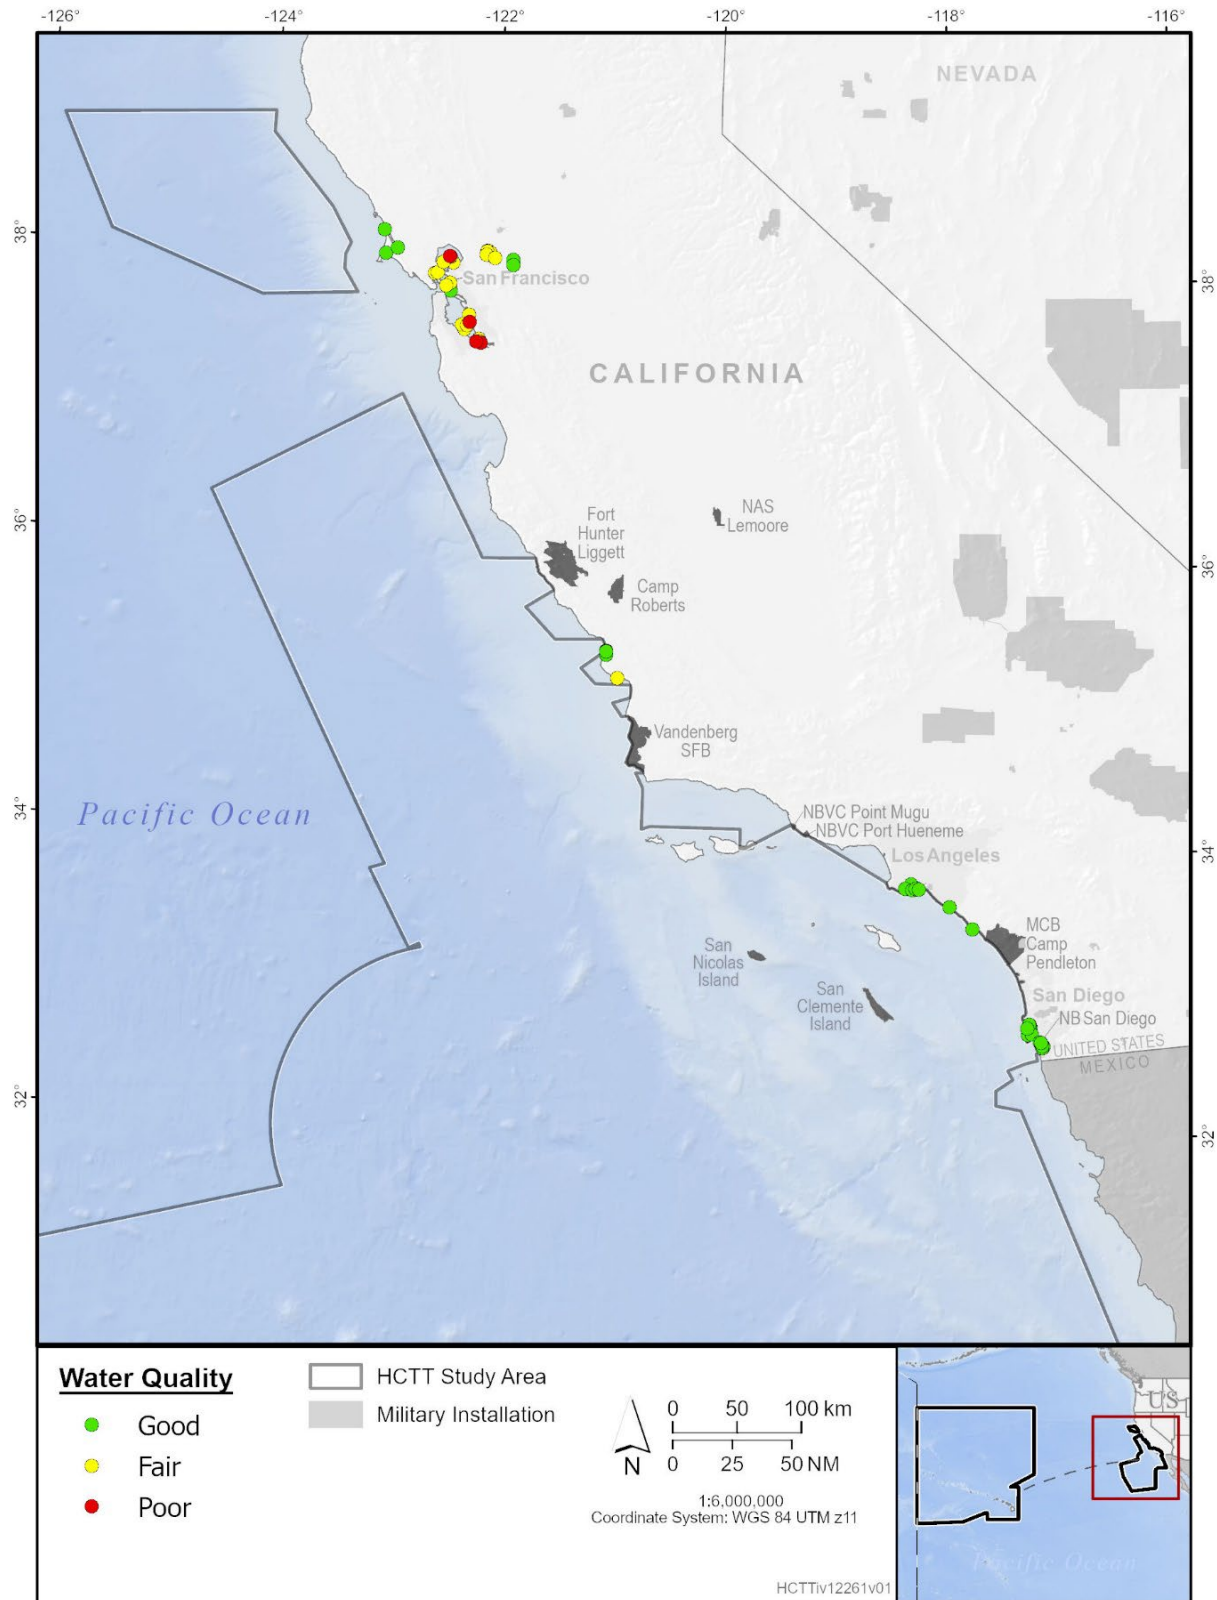 -126°
-124°
-122°
-120°
-118°
-116°
NEVADA
38°
38°
San Francisco
CALIFORNIA
36°
36°
Fort
Hunter
Liggett
NAS
Lemoore
Camp
Roberts
Vandenberg
SFB
Pacific Ocean
34°
34°
NBVC Point Mugu
NBVC Port Hueneme
Los Angeles
MCB
Camp
Pendleton
San
Nicolas
Island
San
Clemente
Island
San Diego
NB San Diego
UNITED STATES
MEXICO
32°
32°
Water Quality
Good
Fair
Poor
HCTT Study Area
Military Installation
N
0 50 100 km
0 25 50 NM
1:6,000,000
Coordinate System: WGS 84 UTM z11
HCTTiv12261v01
US
Pacific Ocean